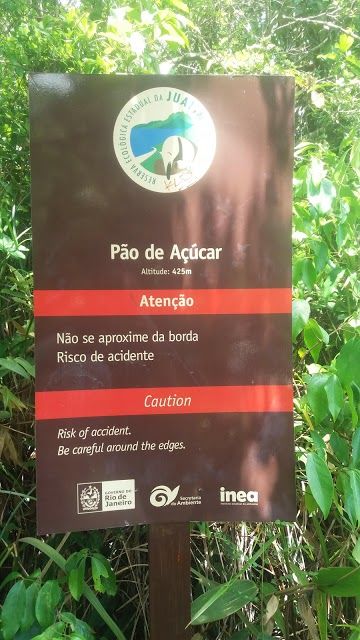 RESERVA ECOLÓGICA ESTADUAL DA
Pão de Açúcar
Altitude: 425m
Atenção
Não se aproxime da borda
Risco de acidente
Caution
Risk of accident.
Be careful around the edges.
GOVERNO DO
Rio de
Janeiro
Secretaria
do Ambiente
inea